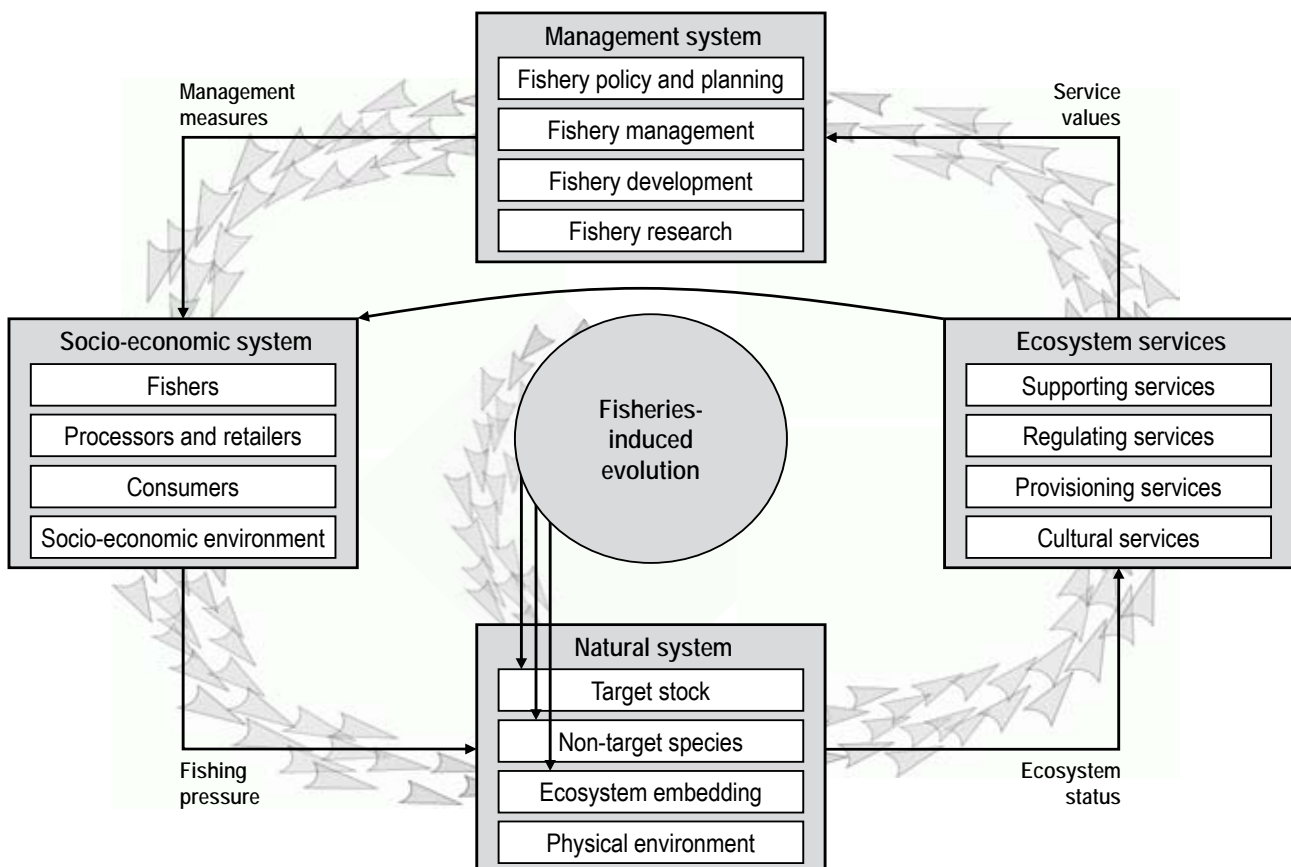 Management system
Fishery policy and planning
Fishery management
Fishery development
Fishery research
Management
measures
Service
values
Socio-economic system
Fishers
Processors and retailers
Consumers
Socio-economic environment
Fisheries-
induced
evolution
Ecosystem services
Supporting services
Regulating services
Provisioning services
Cultural services
Natural system
Target stock
Non-target species
Ecosystem embedding
Physical environment
Fishing
pressure
Ecosystem
status